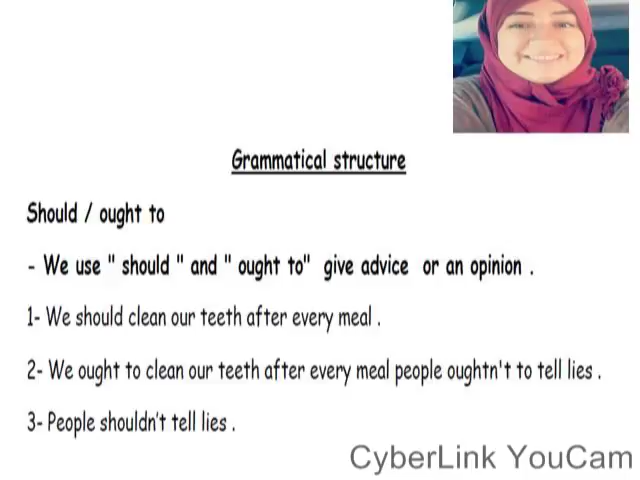 Grammatical structure
Should / ought to
- We use " should " and " ought to" give advice or an opinion .
1- We should clean our teeth after every meal .
2- We ought to clean our teeth after every meal people oughtn't to tell lies .
3- People shouldn't tell lies .
CyberLink YouCam